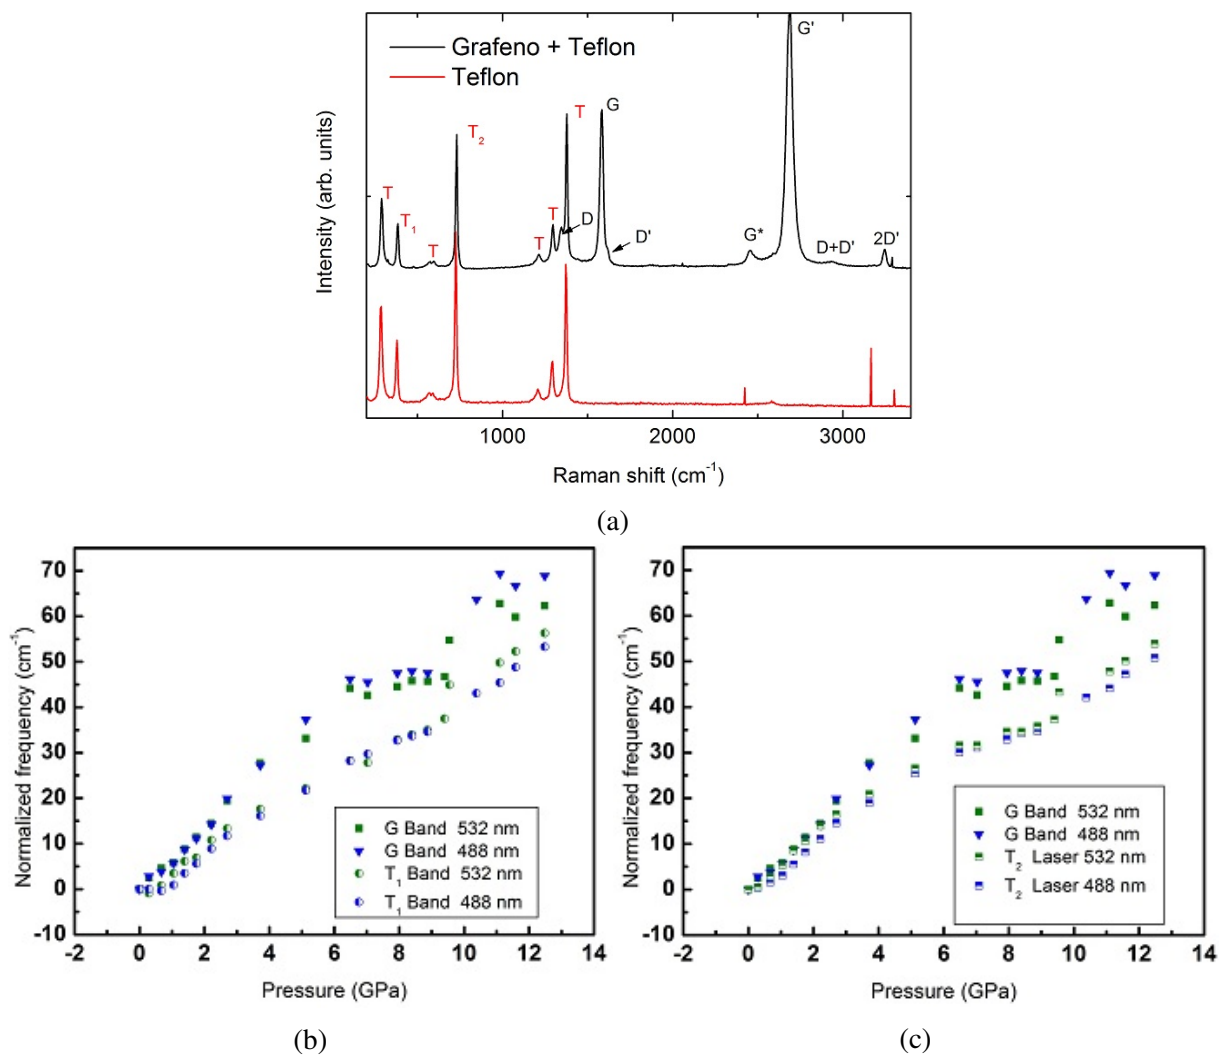 Grafeno + Teflon
Teflon
G'
G
T
T₂
T
T₁
T
T
T
D
D'
G*
D+D'
2D'
Intensity (arb. units)
1000 2000 3000
Raman shift (cm⁻¹)
(a)
70
60
50
40
30
20
10
0
-10
Normalized frequency (cm⁻¹)
G Band 532 nm
G Band 488 nm
T₁ Band 532 nm
T₁ Band 488 nm
-2 0 2 4 6 8 10 12 14
Pressure (GPa)
(b)
70
60
50
40
30
20
10
0
-10
Normalized frequency (cm⁻¹)
G Band 532 nm
G Band 488 nm
T₂ Laser 532 nm
T₂ Laser 488 nm
-2 0 2 4 6 8 10 12 14
Pressure (GPa)
(c)